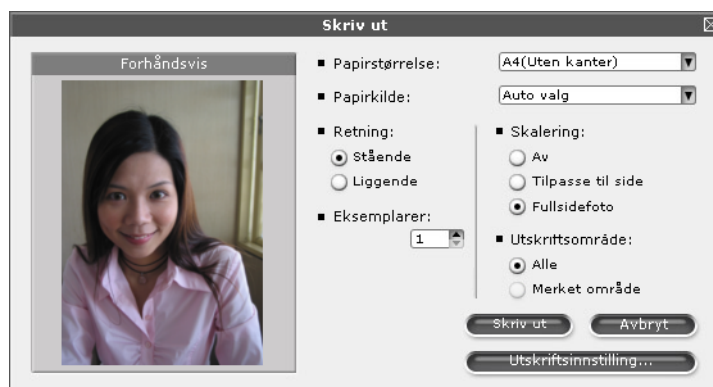 Skriv ut
Forhåndsvis
Papirstørrelse:
A4(Uten kanter)
Papirkilde:
Auto valg
Retning:
Stående
Liggende
Eksemplarer:
1
Skalering:
Av
Tilpasse til side
Fullsidefoto
Utskriftsområde:
Alle
Merket område
Skriv ut
Avbryt
Utskriftsinnstilling...